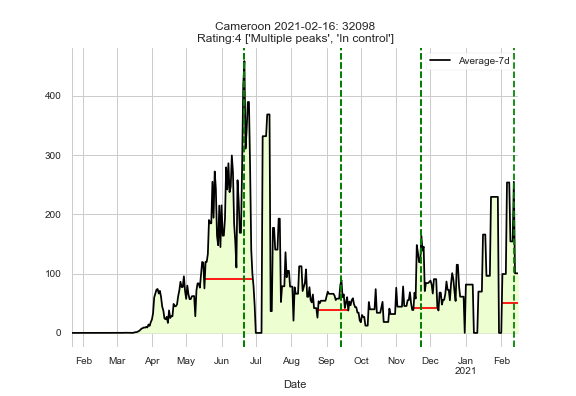 Cameroon 2021-02-16: 32098
Rating:4 ['Multiple peaks', 'In control']
Average-7d
400
300
200
100
0
Feb Mar Apr May Jun Jul Aug Sep Oct Nov Dec Jan Feb
2021
Date